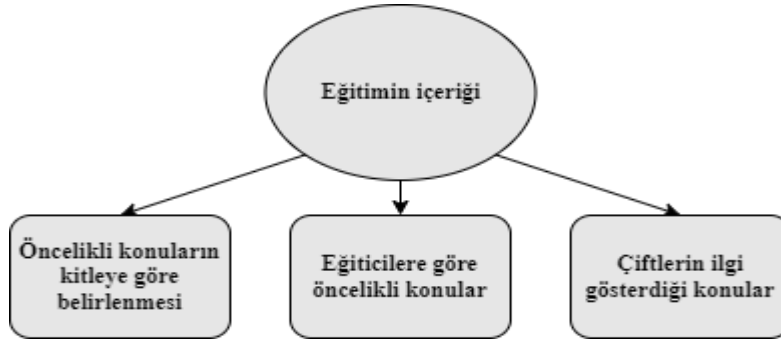 Eğitimin içeriği
Öncelikli konuların
kitleye göre
belirlenmesi
Eğiticilere göre
öncelikli konular
Çiftlerin ilgi
gösterdiği konular